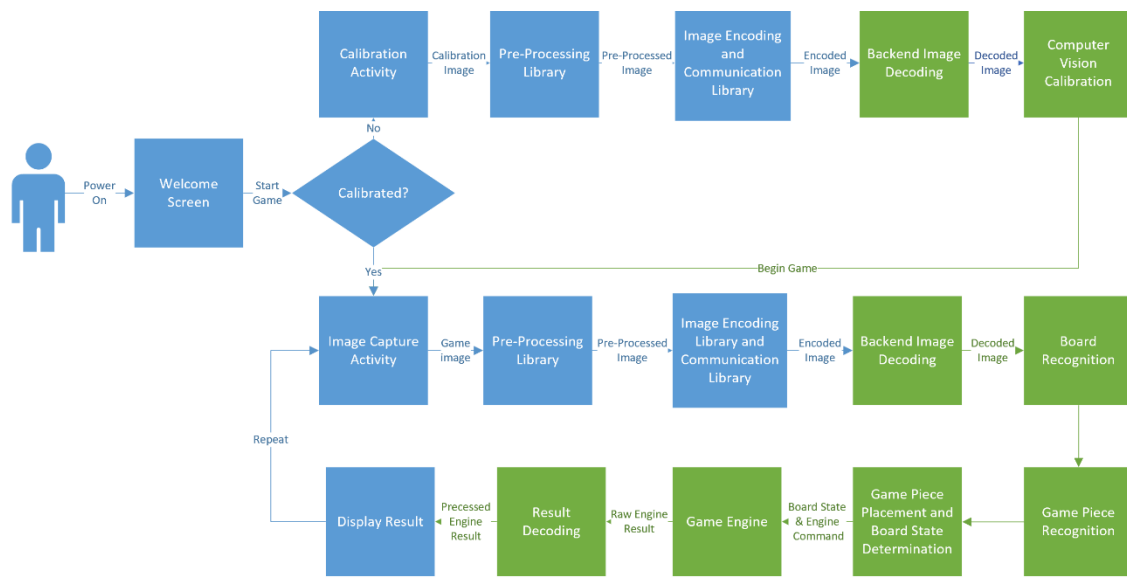 Calibration
Activity
Calibration
Image
Pre-Processing
Library
Pre-Processed
Image
Image Encoding
and
Communication
Library
Encoded
Image
Backend Image
Decoding
Decoded
Image
Computer
Vision
Calibration
No
Power
On
Welcome
Screen
Start
Game
Calibrated?
Yes
Begin Game
Image Capture
Activity
Game
image
Pre-Processing
Library
Pre-Processed
Image
Image Encoding
Library and
Communication
Library
Encoded
Image
Backend Image
Decoding
Decoded
Image
Board
Recognition
Repeat
Display Result
Precessed
Engine
Result
Result
Decoding
Raw Engine
Result
Game Engine
Board State
& Engine
Command
Game Piece
Placement and
Board State
Determination
Game Piece
Recognition